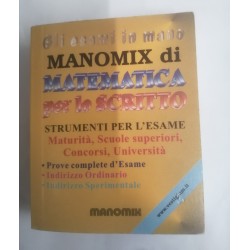 Gli esami in mano
MANOMIX di
MATEMATICA
per lo SCRITTO
STRUMENTI PER L'ESAME
Maturità, Scuole superiori,
Concorsi, Università
• Prove complete d'Esame
• Indirizzo Ordinario
• Indirizzo Sperimentale
MANOMIX